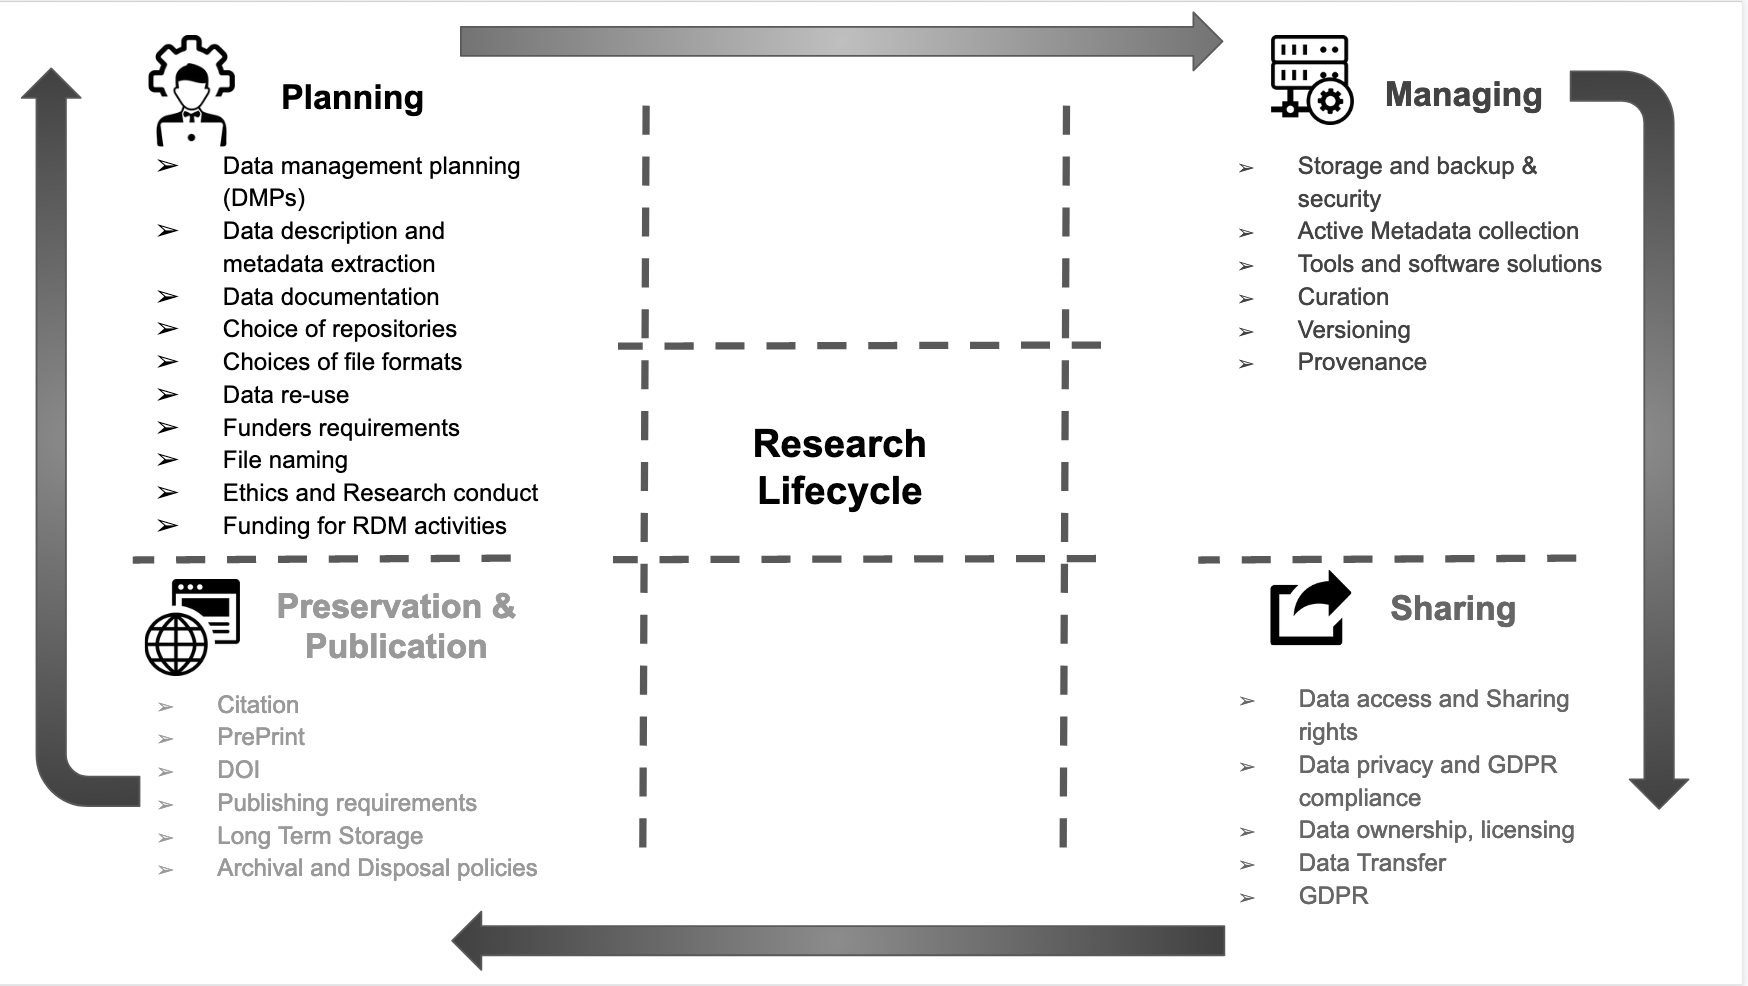 Planning
Data management planning
(DMPs)
Data description and
metadata extraction
Data documentation
Choice of repositories
Choices of file formats
Data re-use
Funders requirements
File naming
Ethics and Research conduct
Funding for RDM activities
Managing
Storage and backup &
security
Active Metadata collection
Tools and software solutions
Curation
Versioning
Provenance
Research
Lifecycle
Preservation &
Publication
Citation
PrePrint
DOI
Publishing requirements
Long Term Storage
Archival and Disposal policies
Sharing
Data access and Sharing
rights
Data privacy and GDPR
compliance
Data ownership, licensing
Data Transfer
GDPR